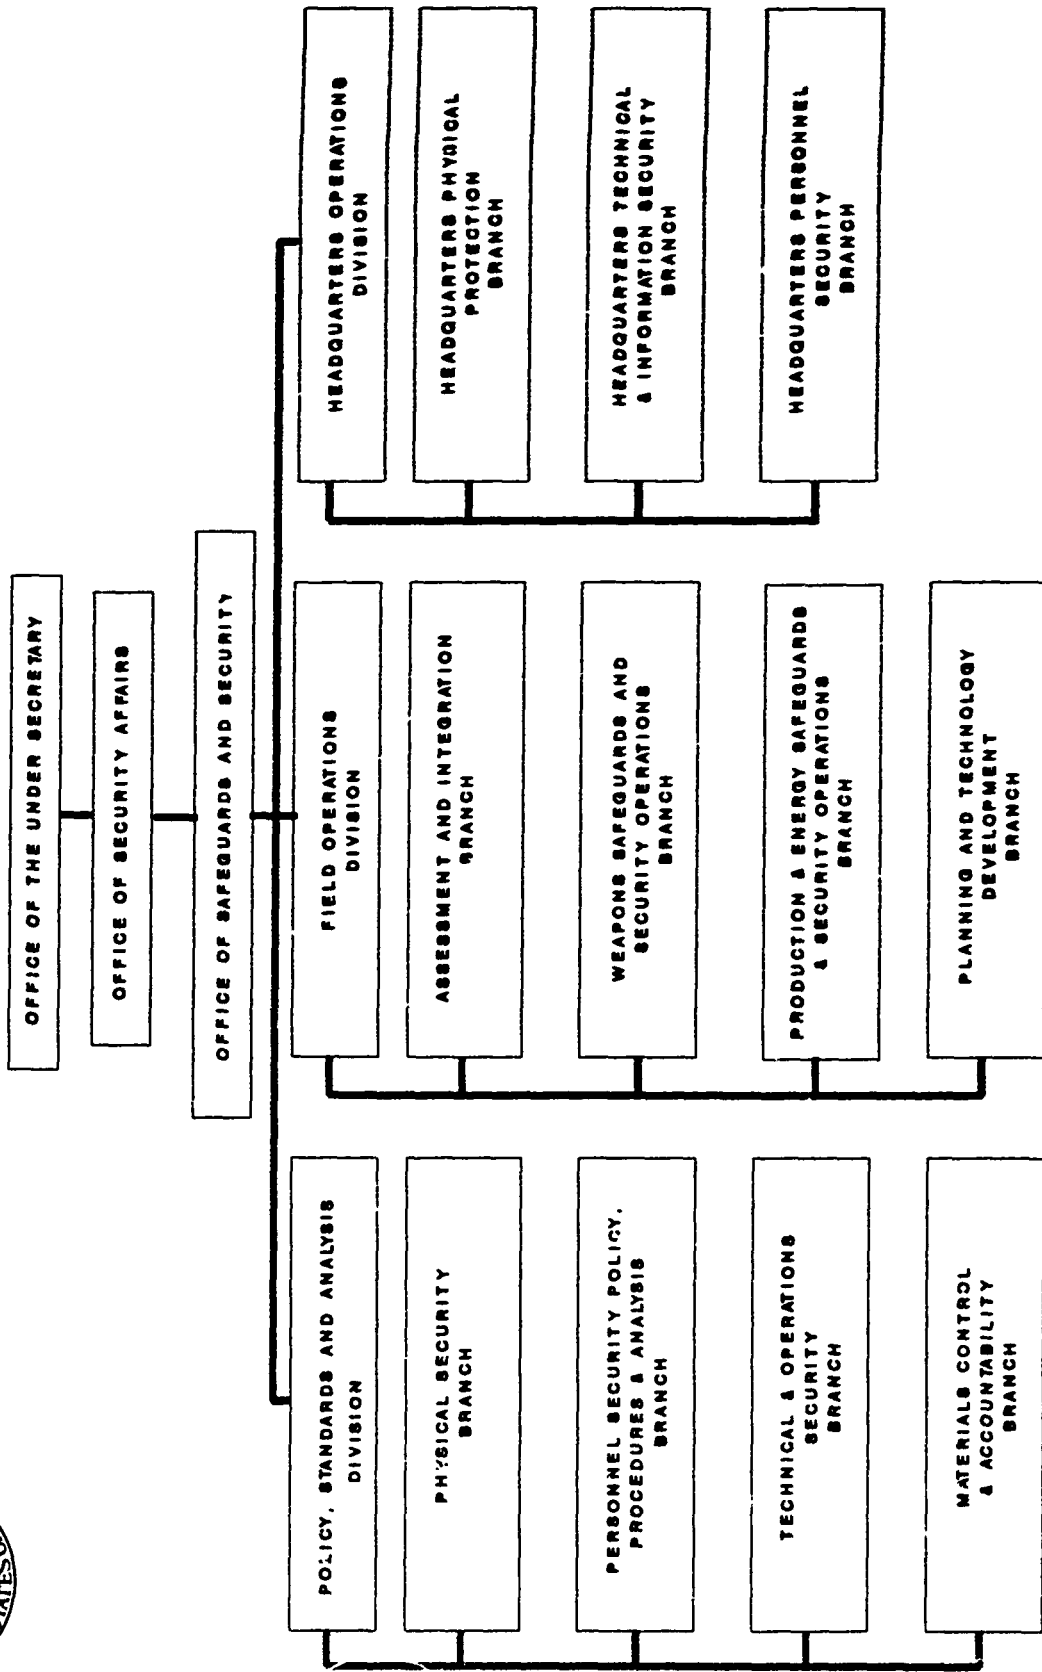 OFFICE OF THE UNDER SECRETARY
OFFICE OF SECURITY AFFAIRS
OFFICE OF SAFEGUARDS AND SECURITY
POLICY, STANDARDS AND ANALYSIS
DIVISION
PHYSICAL SECURITY
BRANCH
PERSONNEL SECURITY POLICY,
PROCEDURES & ANALYSIS
BRANCH
TECHNICAL & OPERATIONS
SECURITY
BRANCH
MATERIALS CONTROL
& ACCOUNTABILITY
BRANCH
FIELD OPERATIONS
DIVISION
ASSESSMENT AND INTEGRATION
BRANCH
WEAPONS SAFEGUARDS AND
SECURITY OPERATIONS
BRANCH
PRODUCTION & ENERGY SAFEGUARDS
& SECURITY OPERATIONS
BRANCH
PLANNING AND TECHNOLOGY
DEVELOPMENT
BRANCH
HEADQUARTERS OPERATIONS
DIVISION
HEADQUARTERS PHYSICAL
PROTECTION
BRANCH
HEADQUARTERS TECHNICAL
& INFORMATION SECURITY
BRANCH
HEADQUARTERS PERSONNEL
SECURITY
BRANCH